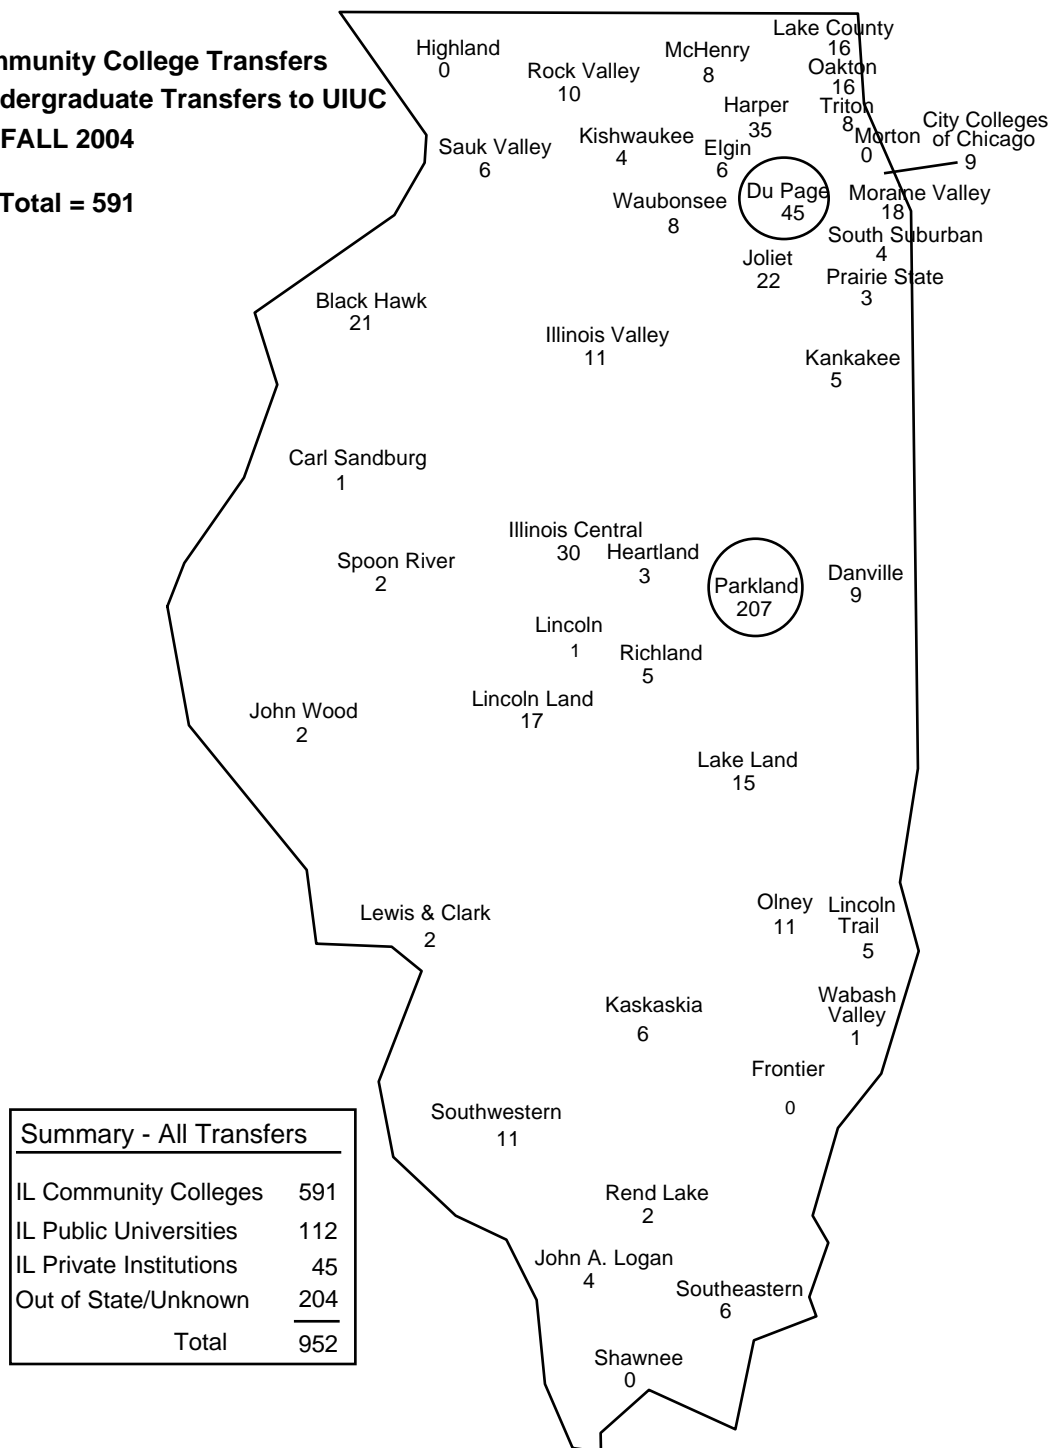 mmunity College Transfers
dergraduate Transfers to UIUC
FALL 2004
Total = 591
Highland
0
Rock Valley
10
McHenry
8
Lake County
16
Oakton
16
Harper
35
Triton
8
Morton
0
City Colleges
of Chicago
9
Sauk Valley
6
Kishwaukee
4
Elgin
6
Waubonsee
8
Du Page
45
Moraine Valley
18
South Suburban
4
Joliet
22
Prairie State
3
Black Hawk
21
Illinois Valley
11
Kankakee
5
Carl Sandburg
1
Illinois Central
30
Heartland
3
Spoon River
2
Parkland
207
Danville
9
Lincoln
1
Richland
5
John Wood
2
Lincoln Land
17
Lake Land
15
Lewis & Clark
2
Olney
11
Lincoln
Trail
5
Kaskaskia
6
Wabash
Valley
1
Frontier
0
Southwestern
11
Rend Lake
2
John A. Logan
4
Southeastern
6
Shawnee
0
Summary - All Transfers
IL Community Colleges 591
IL Public Universities 112
IL Private Institutions 45
Out of State/Unknown 204
Total 952